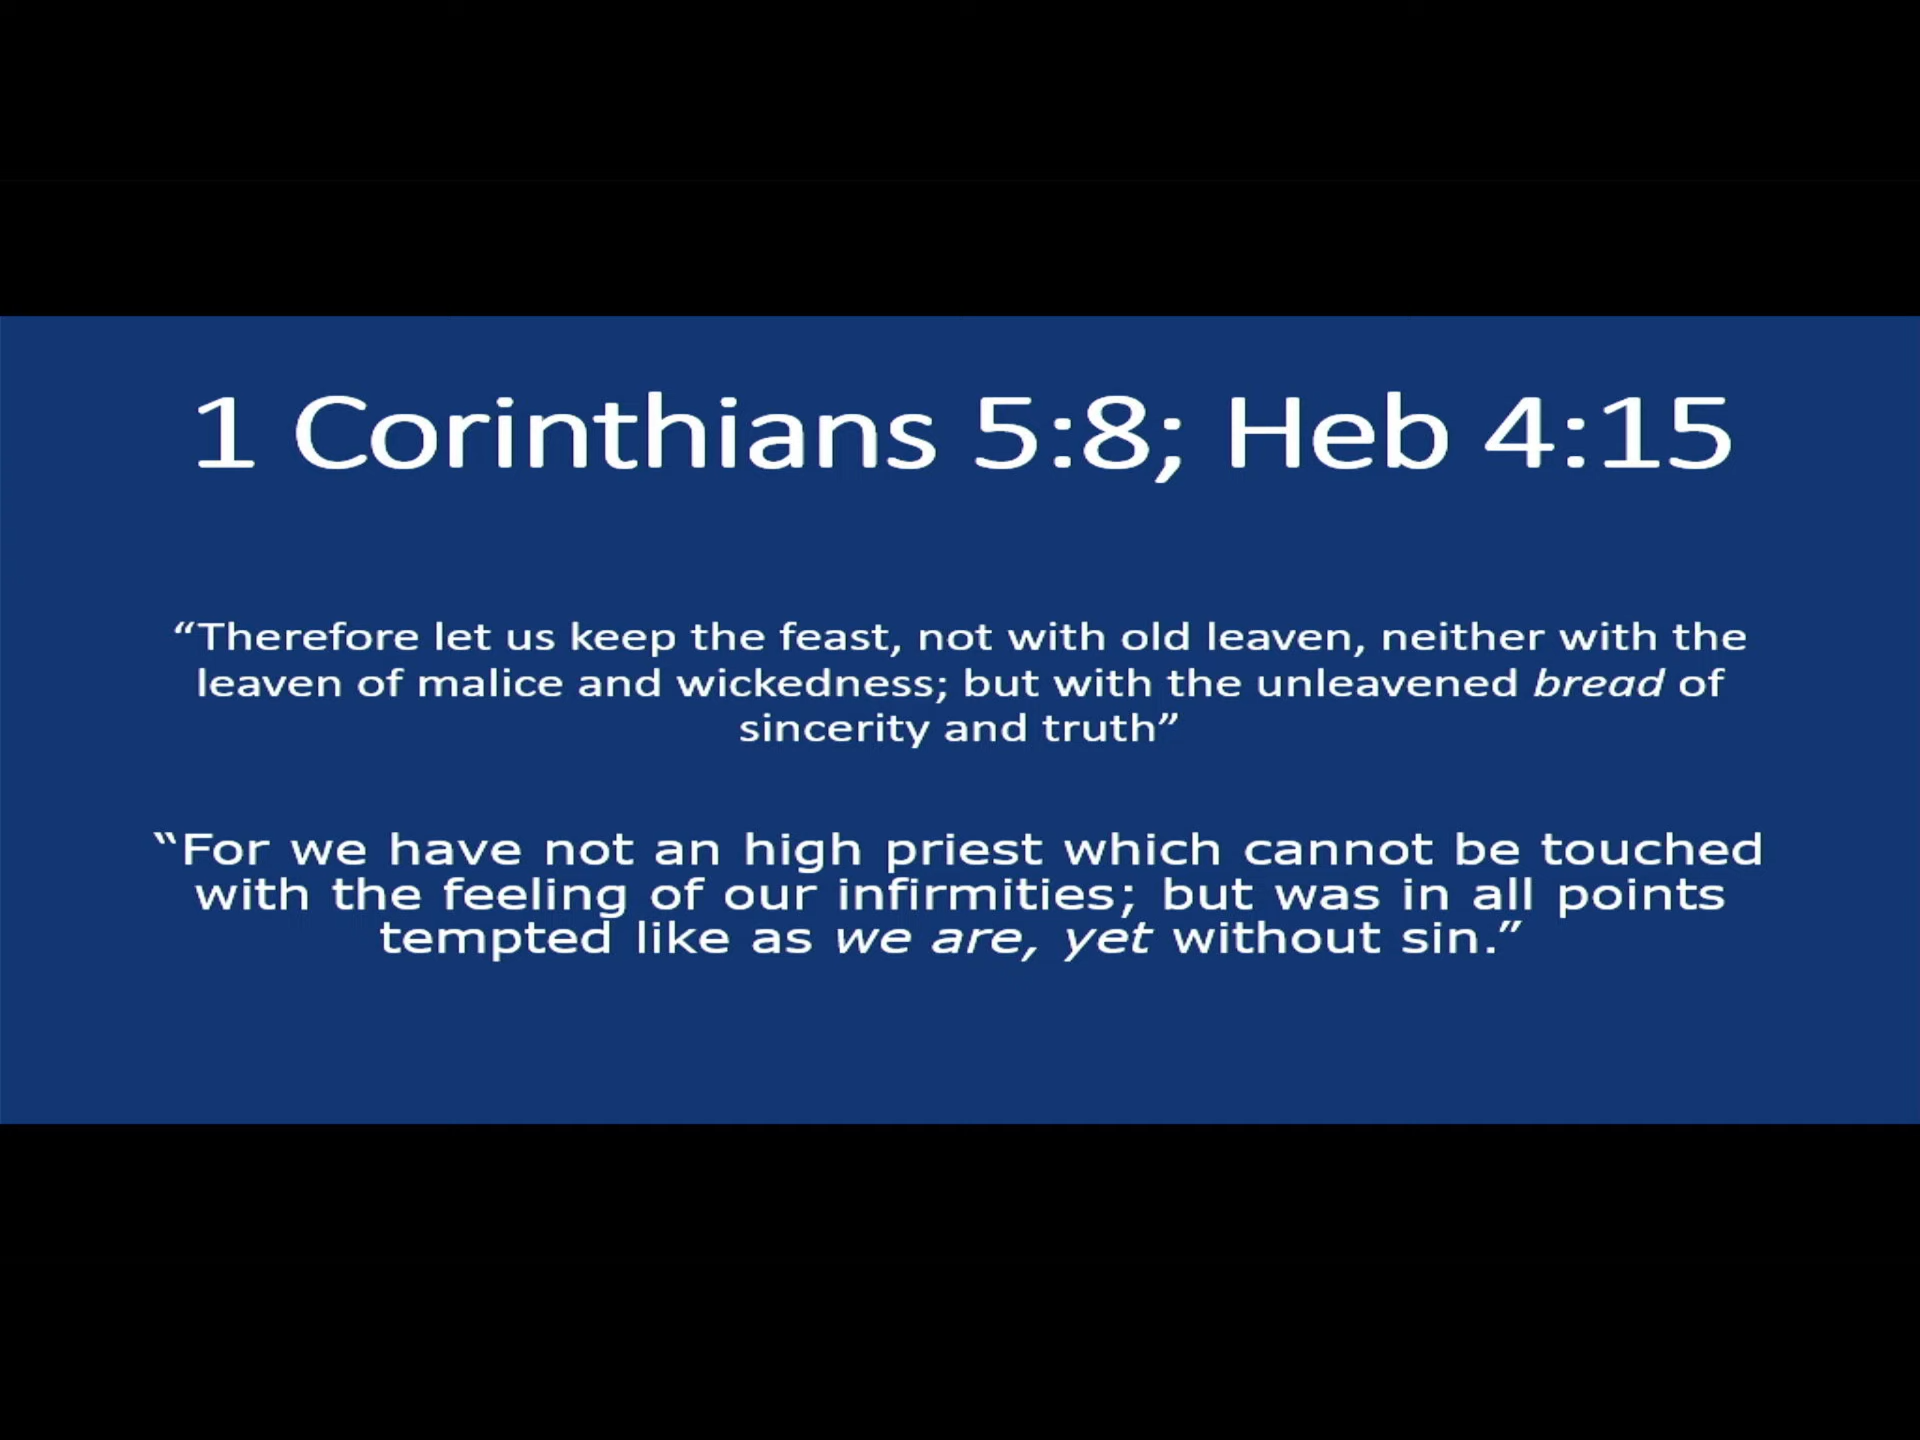 1 Corinthians 5:8; Heb 4:15
“Therefore let us keep the feast, not with old leaven, neither with the
leaven of malice and wickedness; but with the unleavened bread of
sincerity and truth”
“For we have not an high priest which cannot be touched
with the feeling of our infirmities; but was in all points
tempted like as we are, yet without sin.”